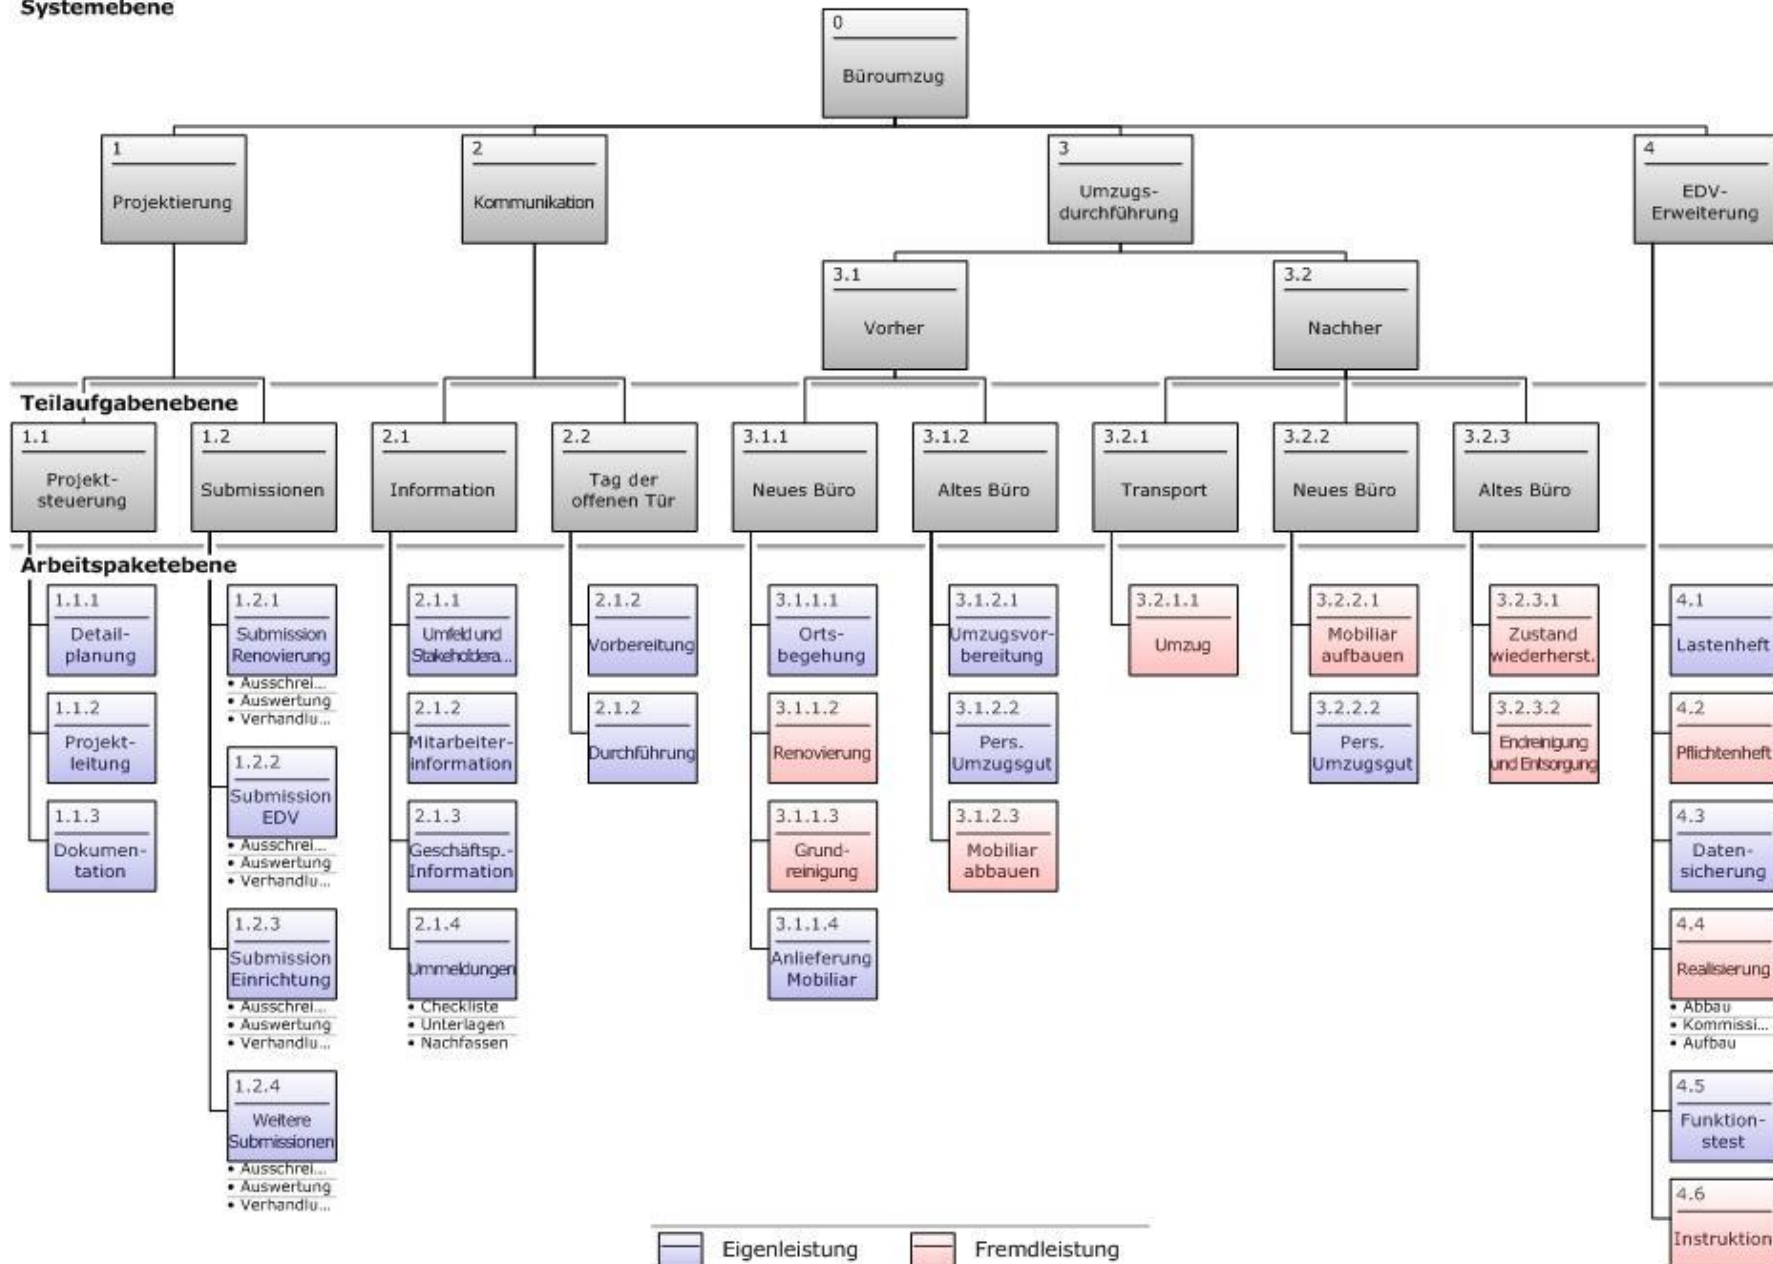 Systemebene
0
Büroumzug
1
Projektierung
2
Kommunikation
3
Umzugs-
durchführung
4
EDV-
Erweiterung
3.1
Vorher
3.2
Nachher
Teilaufgabenebene
1.1
Projekt-
steuerung
1.2
Submissionen
2.1
Information
2.2
Tag der
offenen Tür
3.1.1
Neues Büro
3.1.2
Altes Büro
3.2.1
Transport
3.2.2
Neues Büro
3.2.3
Altes Büro
Arbeitspaketebene
1.1.1
Detail-
planung
1.1.2
Projekt-
leitung
1.1.3
Dokumen-
tation
1.2.1
Submission
Renovierung
• Ausschrei...
• Auswertung
• Verhandlu...
1.2.2
Submission
EDV
• Ausschrei...
• Auswertung
• Verhandlu...
1.2.3
Submission
Einrichtung
• Ausschrei...
• Auswertung
• Verhandlu...
1.2.4
Weitere
Submissionen
• Ausschrei...
• Auswertung
• Verhandlu...
2.1.1
Umfeld und
Stakeholdera...
2.1.2
Mitarbeiter-
information
2.1.3
Geschäftsp.-
Information
2.1.4
Ummeldungen
• Checkliste
• Unterlagen
• Nachfassen
2.1.2
Vorbereitung
2.1.2
Durchführung
3.1.1.1
Orts-
begehung
3.1.1.2
Renovierung
3.1.1.3
Grund-
reinigung
3.1.1.4
Anlieferung
Mobiliar
3.1.2.1
Umzugsvor-
bereitung
3.1.2.2
Pers.
Umzugsgut
3.1.2.3
Mobiliar
abbauen
3.2.1.1
Umzug
3.2.2.1
Mobiliar
aufbauen
3.2.2.2
Pers.
Umzugsgut
3.2.3.1
Zustand
wiederherst.
3.2.3.2
Endreinigung
und Entsorgung
4.1
Lastenheft
4.2
Pflichtenheft
4.3
Daten-
sicherung
4.4
Realisierung
• Abbau
• Kommissi...
• Aufbau
4.5
Funktion-
stest
4.6
Instruktion
Eigenleistung
Fremdleistung